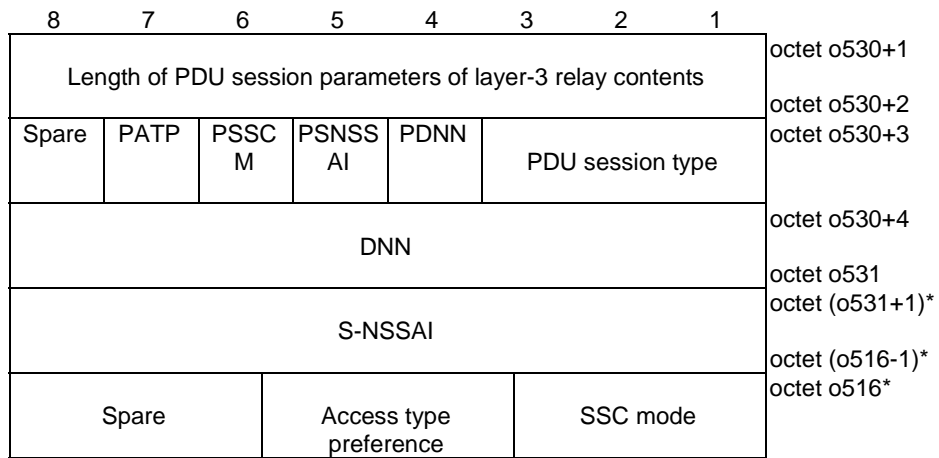 8 7 6 5 4 3 2 1
octet o530+1
Length of PDU session parameters of layer-3 relay contents
octet o530+2
Spare PATP PSSC PSNSS PDNN octet o530+3
M AI PDU session type
octet o530+4
DNN
octet o531
octet (o531+1)*
S-NSSAI
octet (o516-1)*
octet o516*
Spare Access type SSC mode
preference